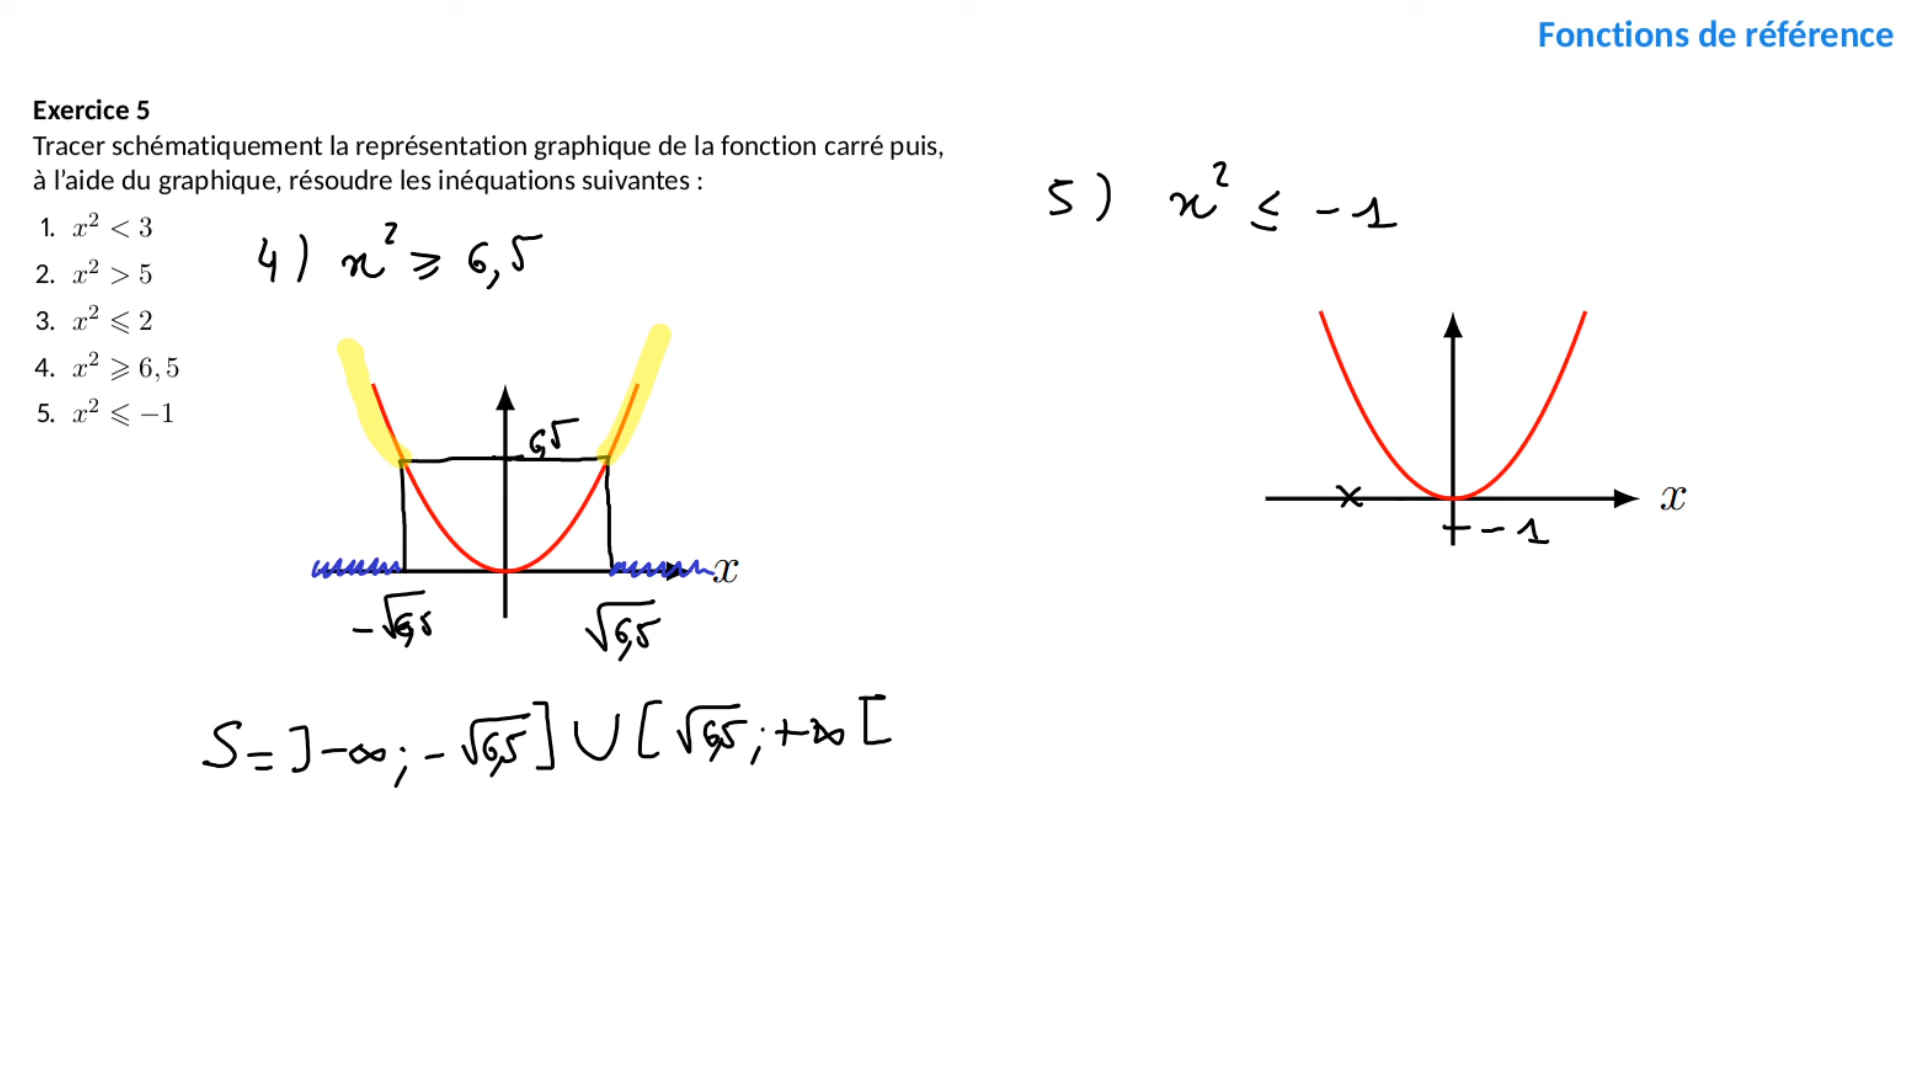 Fonctions de référence
Exercice 5
Tracer schématiquement la représentation graphique de la fonction carré puis,
à l'aide du graphique, résoudre les inéquations suivantes :
1. x² < 3
2. x² > 5
3. x² ⩽ 2
4. x² ⩾ 6, 5
5. x² ⩽ −1
4) x² ⩾ 6,5
6,5
x
-√6,5
√6,5
S = ]-∞ ; -√6,5] ∪ [√6,5 ; +∞[
5) x² ≤ -1
x
-1